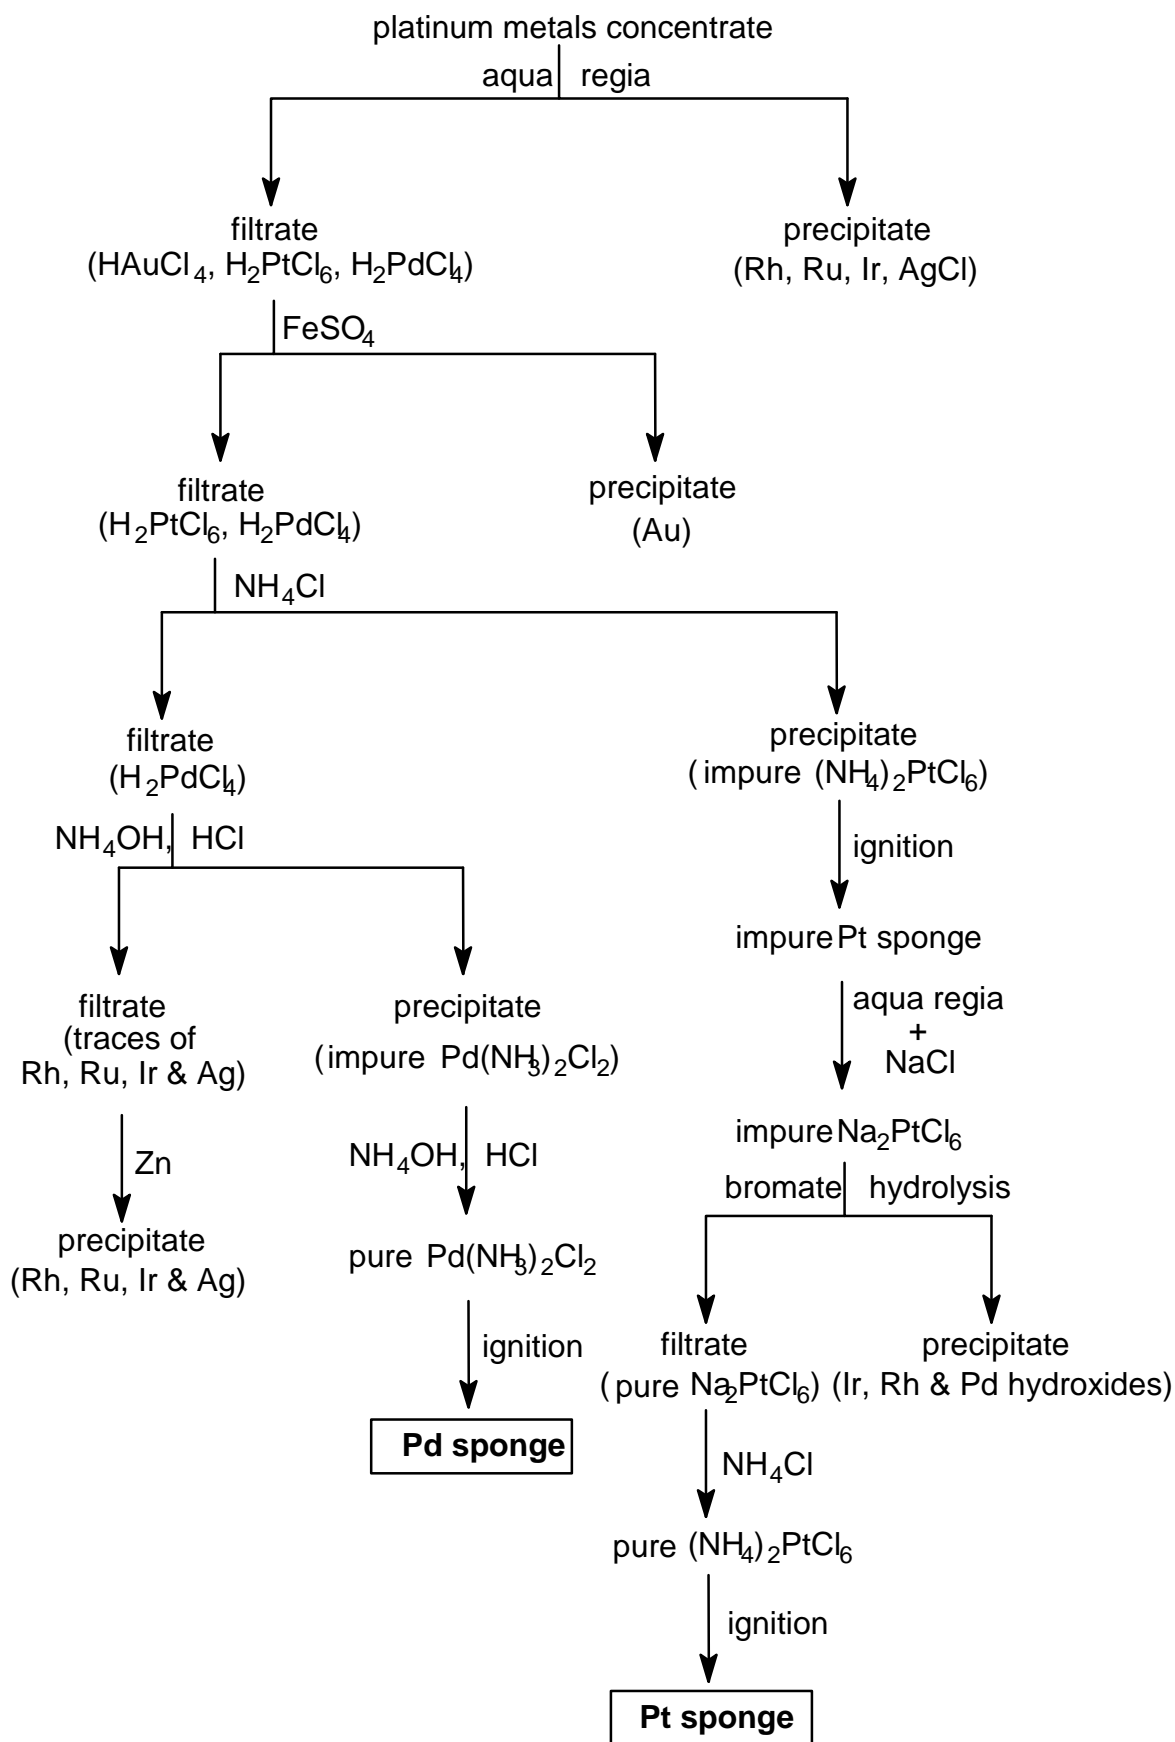 platinum metals concentrate
aqua regia
filtrate
(HAuCl4, H2PtCl6, H2PdCl4)
precipitate
(Rh, Ru, Ir, AgCl)
FeSO4
filtrate
(H2PtCl6, H2PdCl4)
precipitate
(Au)
NH4Cl
filtrate
(H2PdCl4)
precipitate
(impure (NH4)2PtCl6)
NH4OH, HCl
ignition
impure Pt sponge
filtrate
(traces of
Rh, Ru, Ir & Ag)
precipitate
(impure Pd(NH3)2Cl2)
aqua regia
+
NaCl
Zn
NH4OH, HCl
impure Na2PtCl6
bromate hydrolysis
precipitate
(Rh, Ru, Ir & Ag)
pure Pd(NH3)2Cl2
ignition
filtrate
(pure Na2PtCl6)
precipitate
(Ir, Rh & Pd hydroxides)
Pd sponge
NH4Cl
pure (NH4)2PtCl6
ignition
Pt sponge